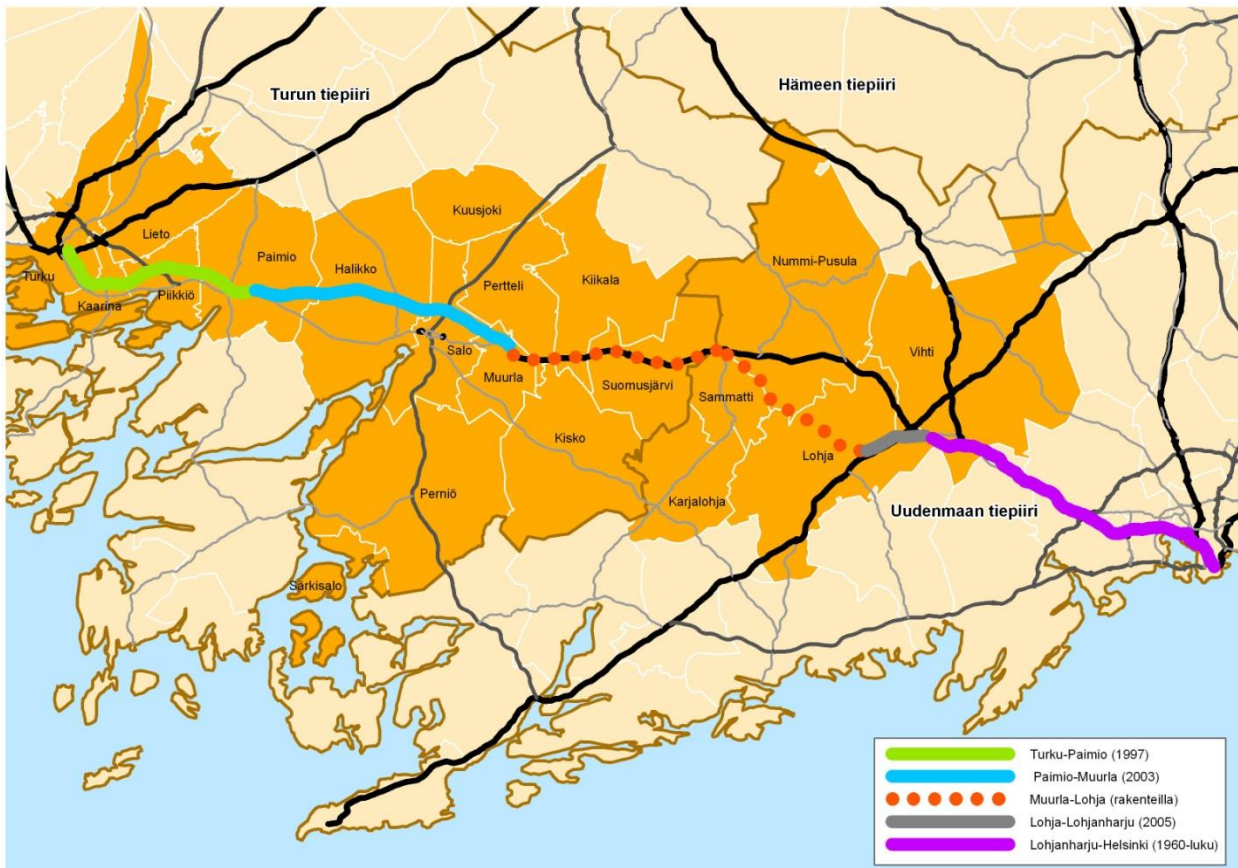 Turun tiepiiri
Hämeen tiepiiri
Kuusjoki
Lieto
Paimio
Halikko
Nummi-Pusula
Turku
Pertteli
Kiikala
Kaarina
Piikkiö
Salo
Vihti
Muurla
Suomusjärvi
Sammatti
Kisko
Lohja
Perniö
Karjalohja
Uudenmaan tiepiiri
Särkisalo
Turku-Paimio (1997)
Paimio-Muurla (2003)
Muurla-Lohja (rakenteilla)
Lohja-Lohjanharju (2005)
Lohjanharju-Helsinki (1960-luku)